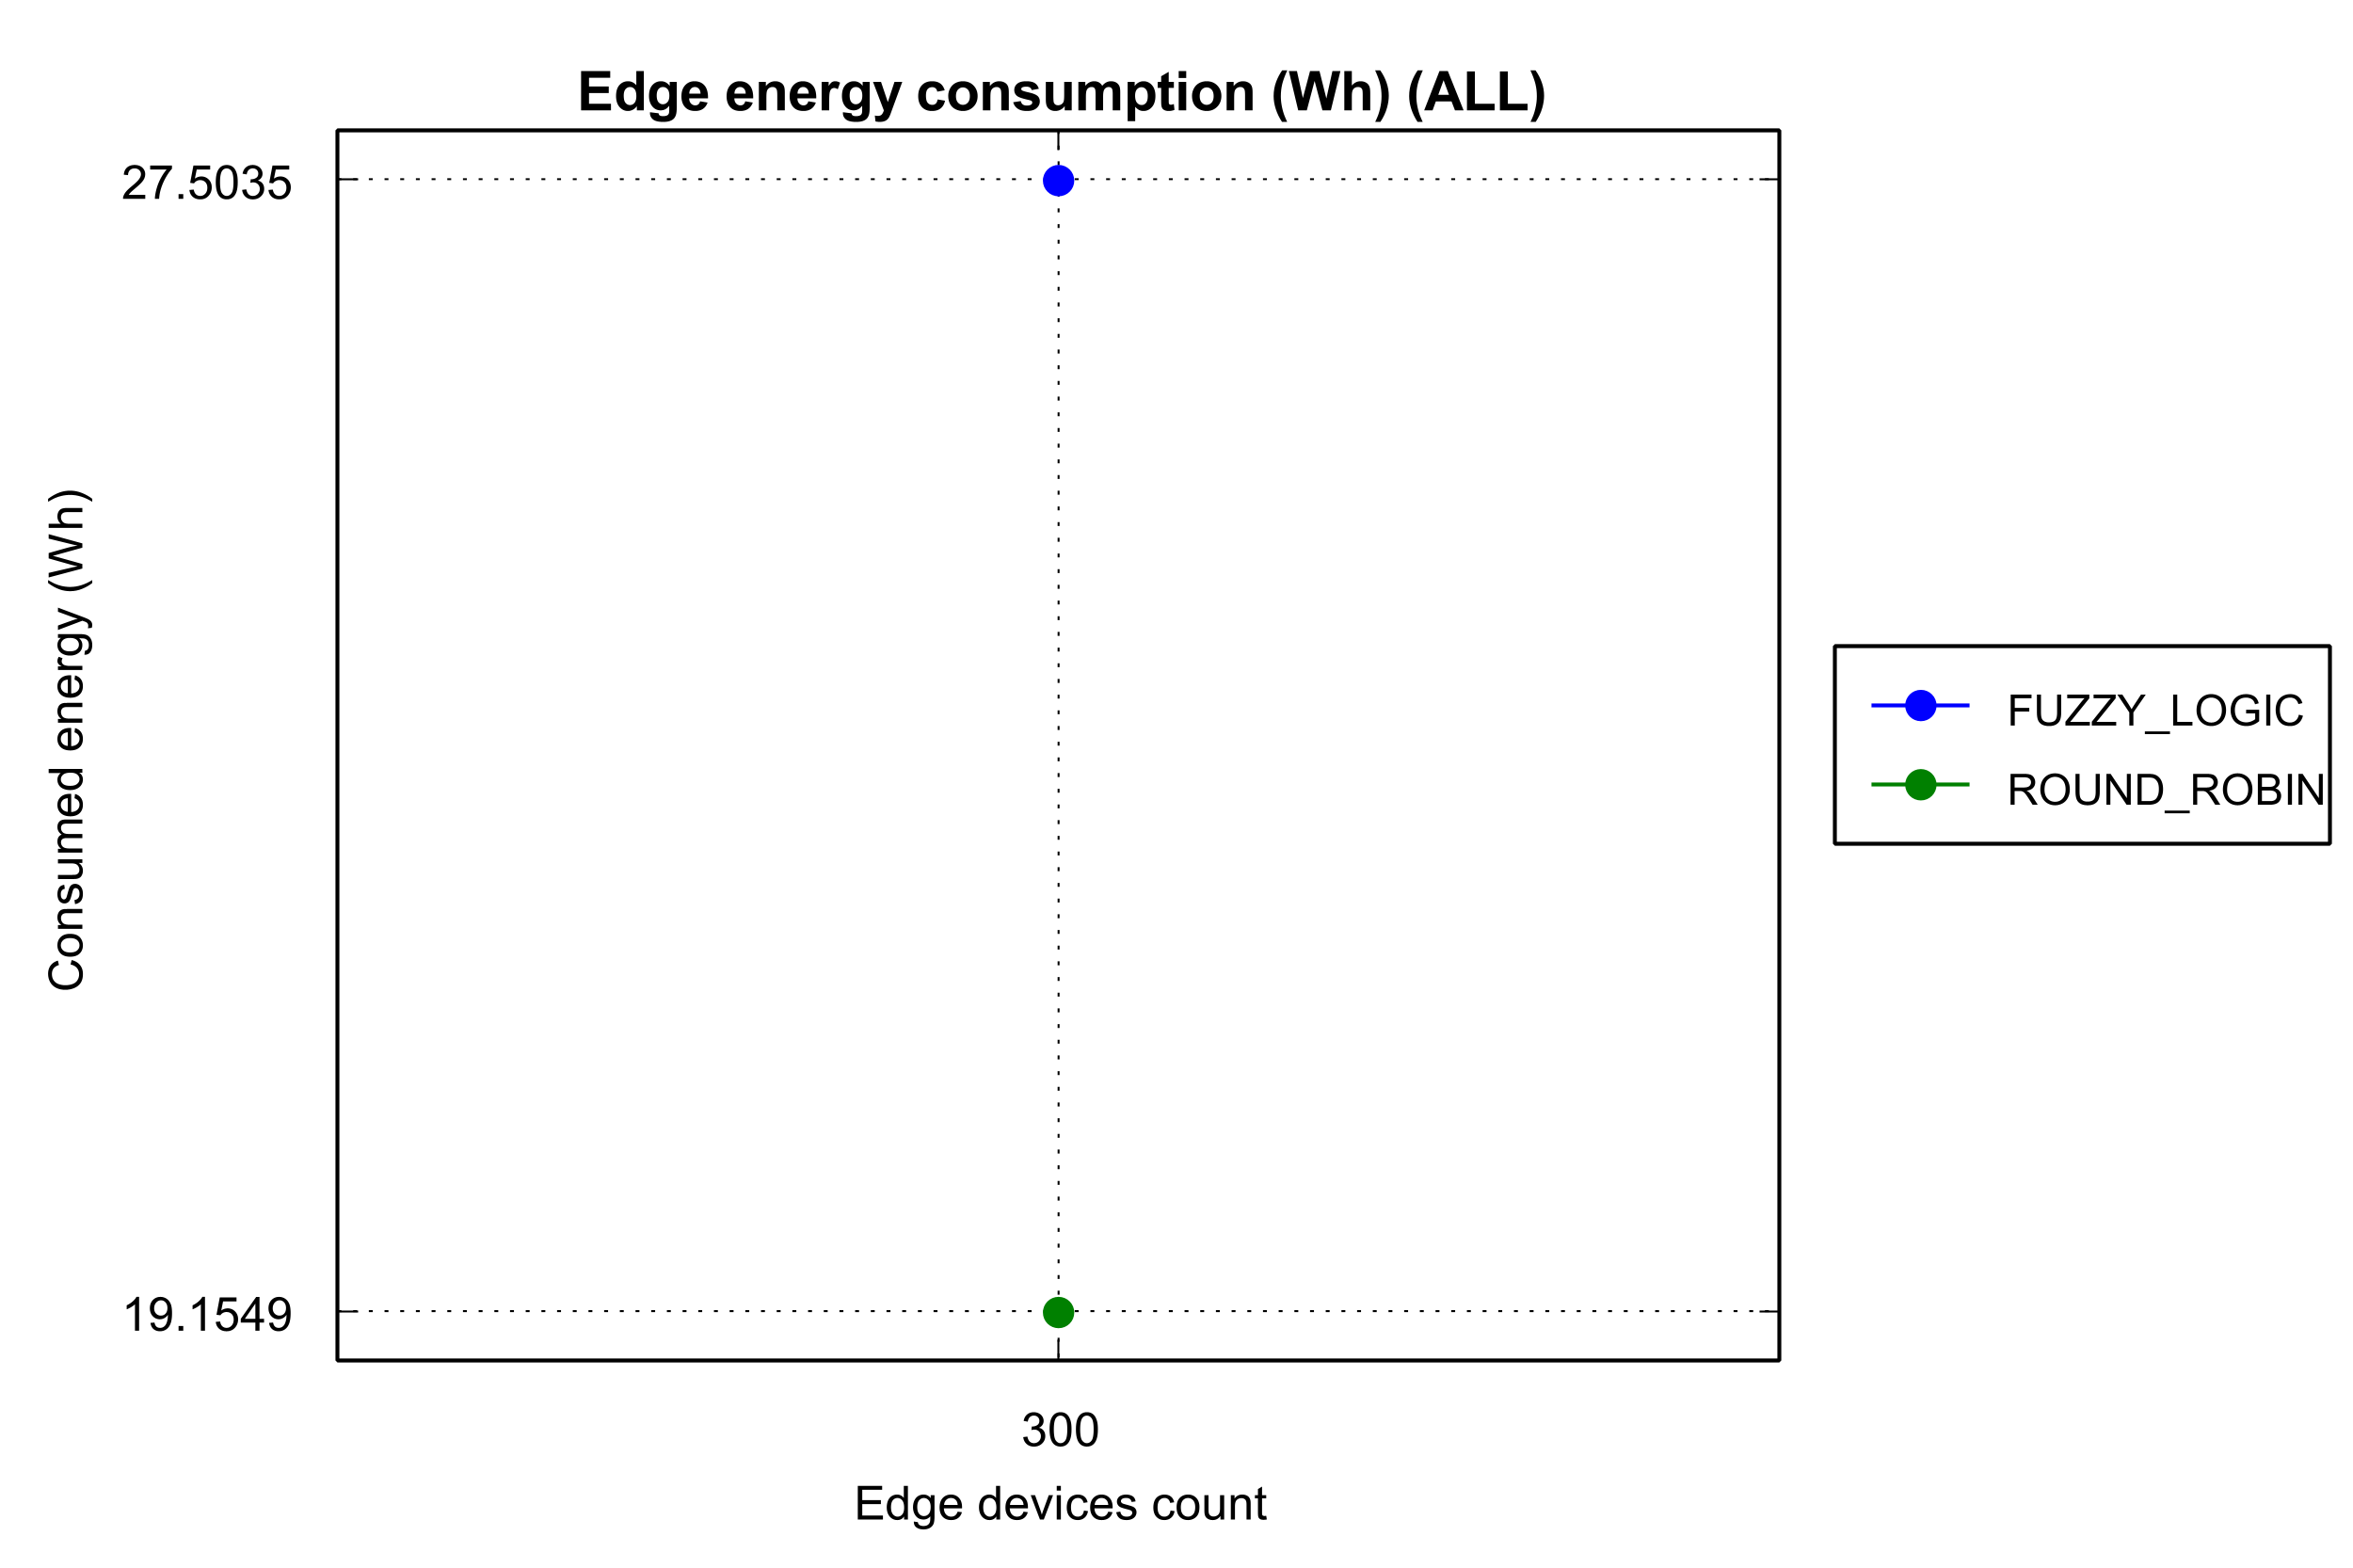 Edge energy consumption (Wh) (ALL)
27.5035
Consumed energy (Wh)
FUZZY_LOGIC
ROUND_ROBIN
19.1549
300
Edge devices count